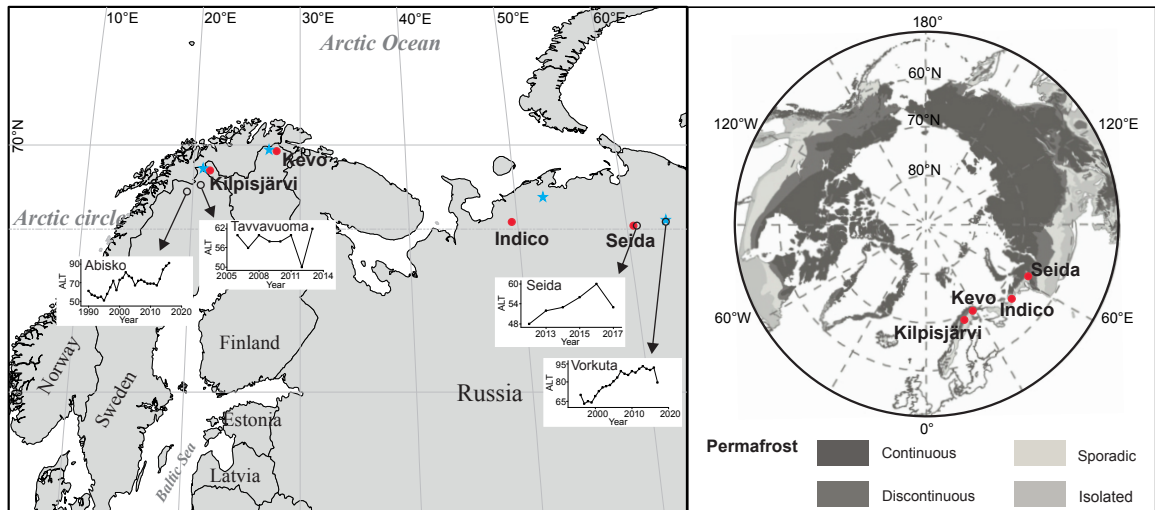 10°E
20°E
30°E
40°E
50°E
60°E
Arctic Ocean
70°N
Kevo
Kilpisjärvi
Arctic circle
Indico
Seida
Tavvavuoma
ALT
62
56
50
2005
2008
2011
2014
Year
Abisko
ALT
90
70
50
1990
2000
2010
2020
Year
Seida
ALT
60
54
48
2013
2015
2017
Year
Vorkuta
ALT
95
80
65
2000
2010
2020
Year
Norway
Sweden
Finland
Russia
Estonia
Latvia
Baltic Sea
180°
60°N
70°N
80°N
120°W
120°E
60°W
60°E
0°
Seida
Kevo
Indico
Kilpisjärvi
Permafrost
Continuous
Sporadic
Discontinuous
Isolated